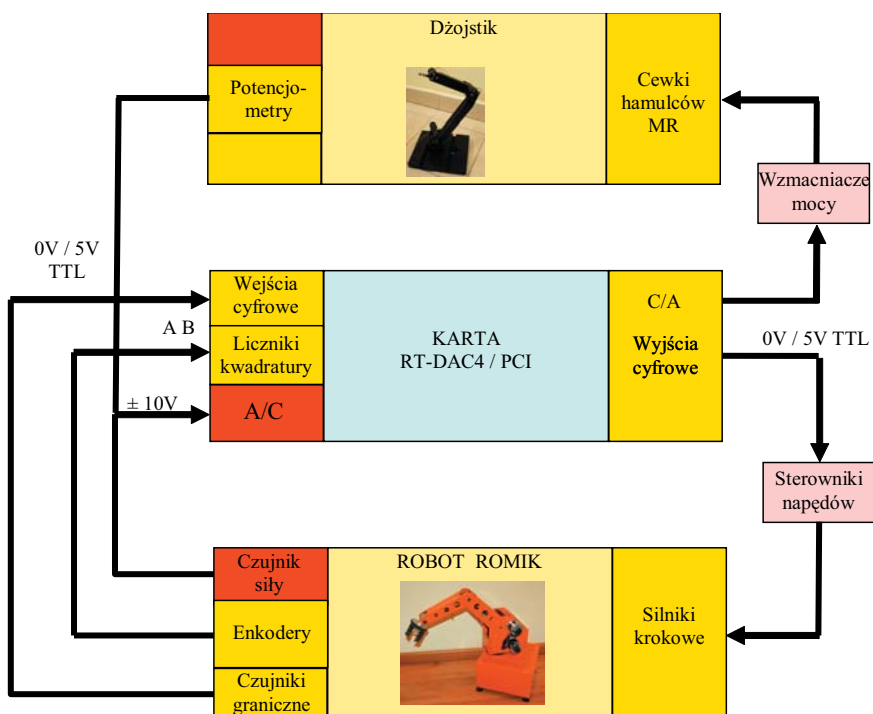 Dżojstik
Potencjo-
metry
Cewki
hamulców
MR
Wzmacniacze
mocy
0V / 5V
TTL
Wejścia
cyfrowe
A B
Liczniki
kwadratury
± 10V
A/C
KARTA
RT-DAC4 / PCI
C/A
Wyjścia
cyfrowe
0V / 5V TTL
Sterowniki
napędów
Czujnik
siły
ROBOT ROMIK
Enkodery
Silniki
krokowe
Czujniki
graniczne